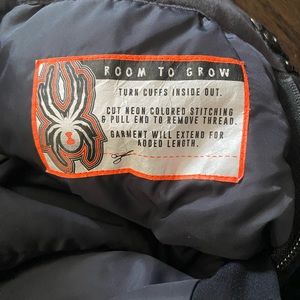 ROOM TO GROW
TURN CUFFS INSIDE OUT.
CUT NEON COLORED STITCHING
& PULL END TO REMOVE THREAD.
GARMENT WILL EXTEND FOR
ADDED LENGTH.